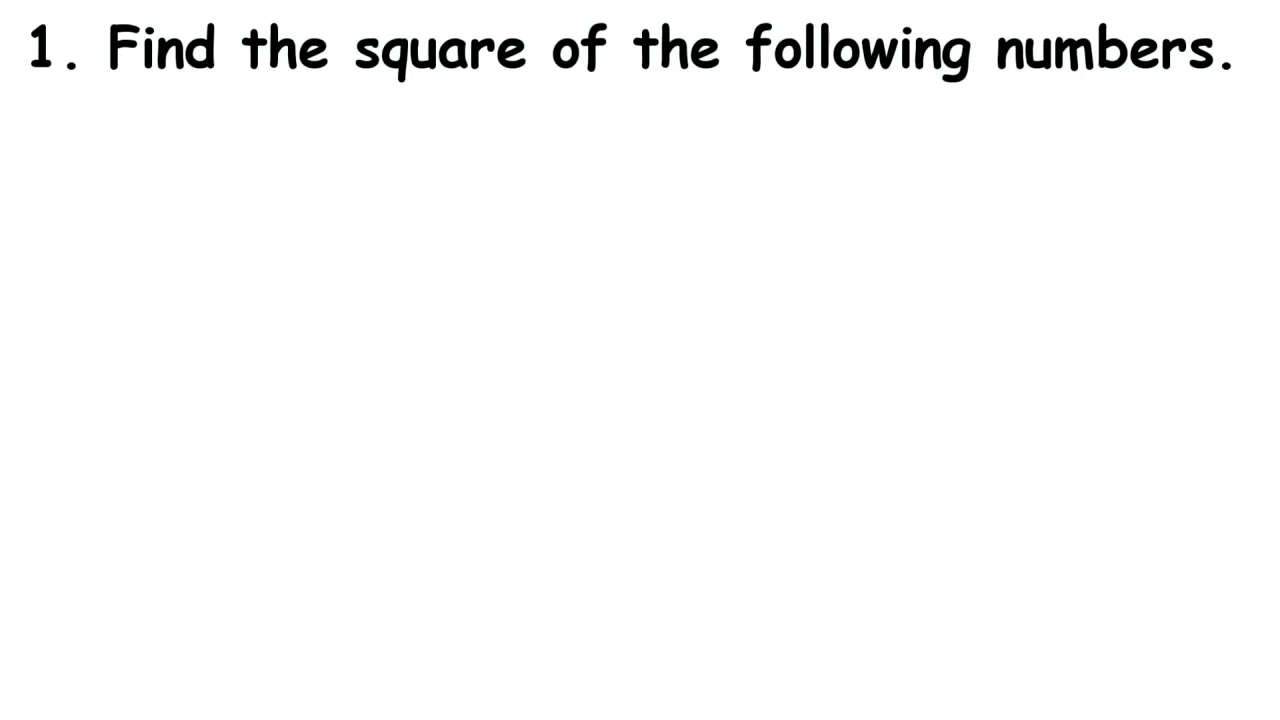 1. Find the square of the following numbers.